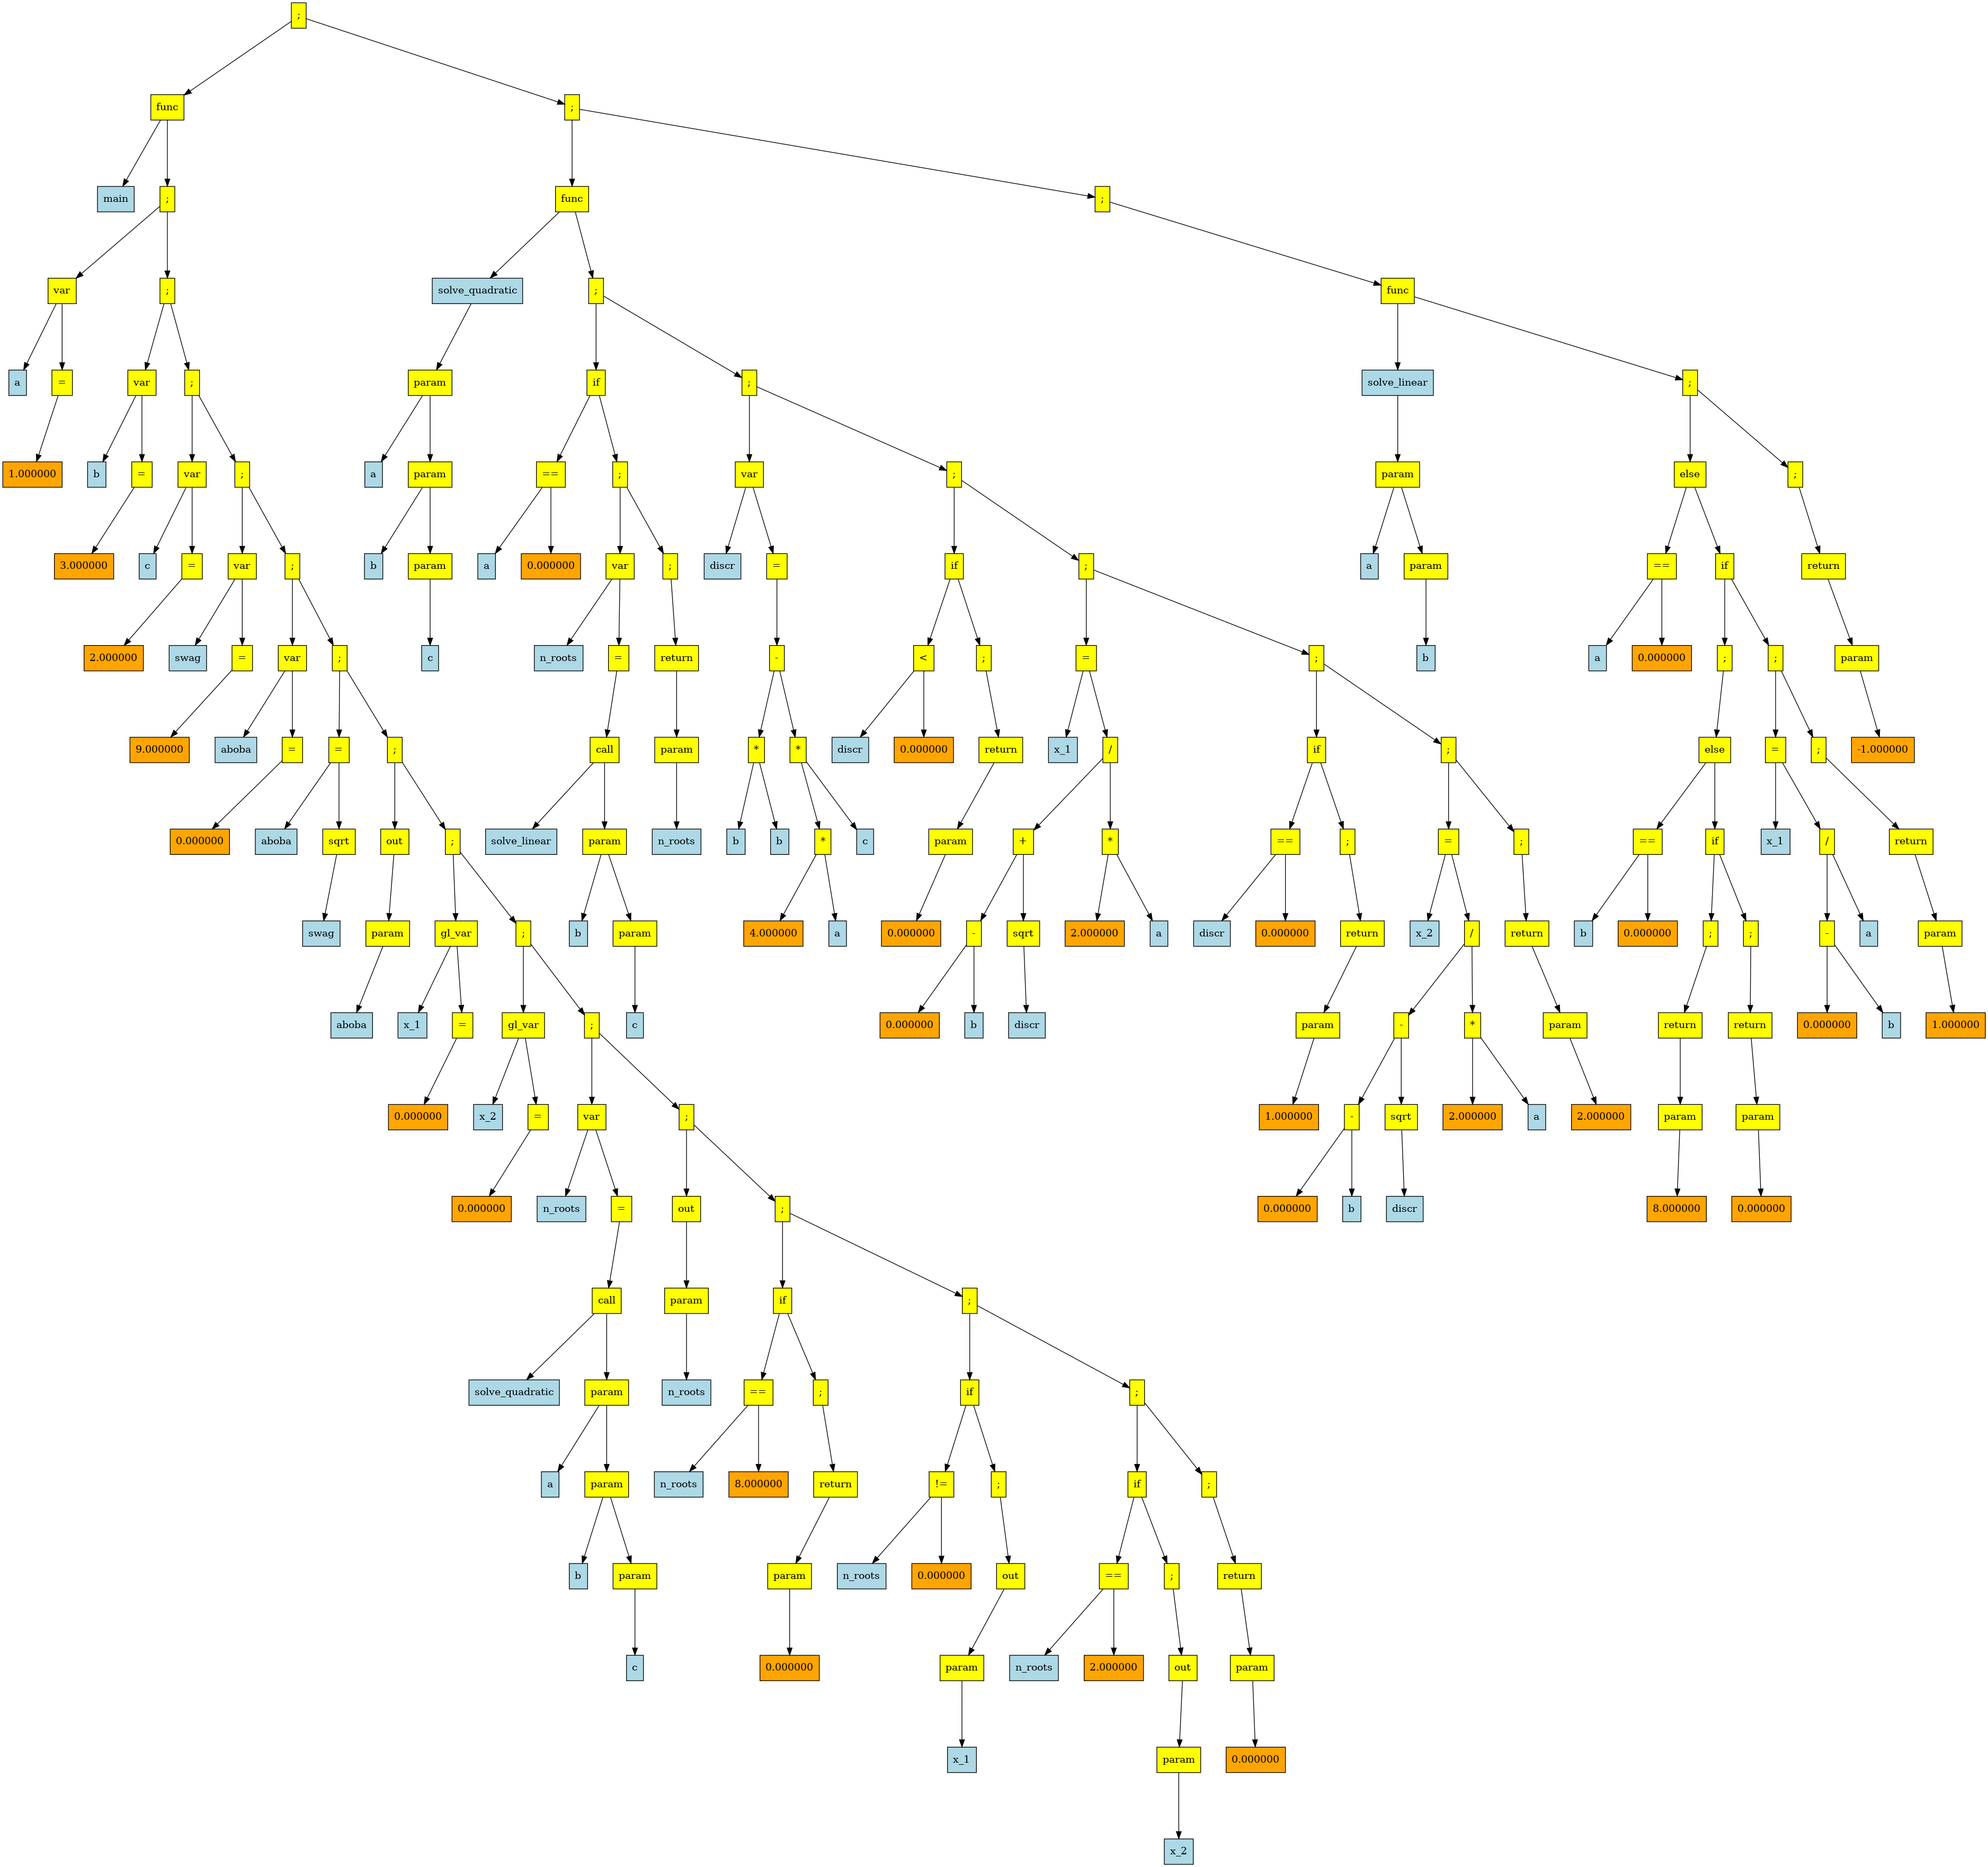 ;
func ;
main ; func ;
var ; solve_quadratic ; func
a = var ; param if ; solve_linear ;
1.000000 b = var ; a param == ; var ; param else ;
3.000000 c = var ; b param a 0.000000 var ; discr = if ; a param == if return
2.000000 swag = var ; c n_roots = return - < ; = ; b a 0.000000 ; ; param
9.000000 aboba = = ; call param * * discr 0.000000 return x_1 / if ; else = ; -1.000000
0.000000 aboba sqrt out ; solve_linear param n_roots b b * c param + * == ; = ; == if x_1 / return
swag param gl_var ; b param 4.000000 a 0.000000 - sqrt 2.000000 a discr 0.000000 return x_2 / return b 0.000000 ; ; - a param
aboba x_1 = gl_var ; c 0.000000 b discr param - * param return return 0.000000 b 1.000000
0.000000 x_2 = var ; 1.000000 - sqrt 2.000000 a 2.000000 param param
0.000000 n_roots = out ; 0.000000 b discr 8.000000 0.000000
call param if ;
solve_quadratic param n_roots == ; if ;
a param n_roots 8.000000 return != ; if ;
b param param n_roots 0.000000 out == ; return
c 0.000000 param n_roots 2.000000 out param
x_1 param 0.000000
x_2